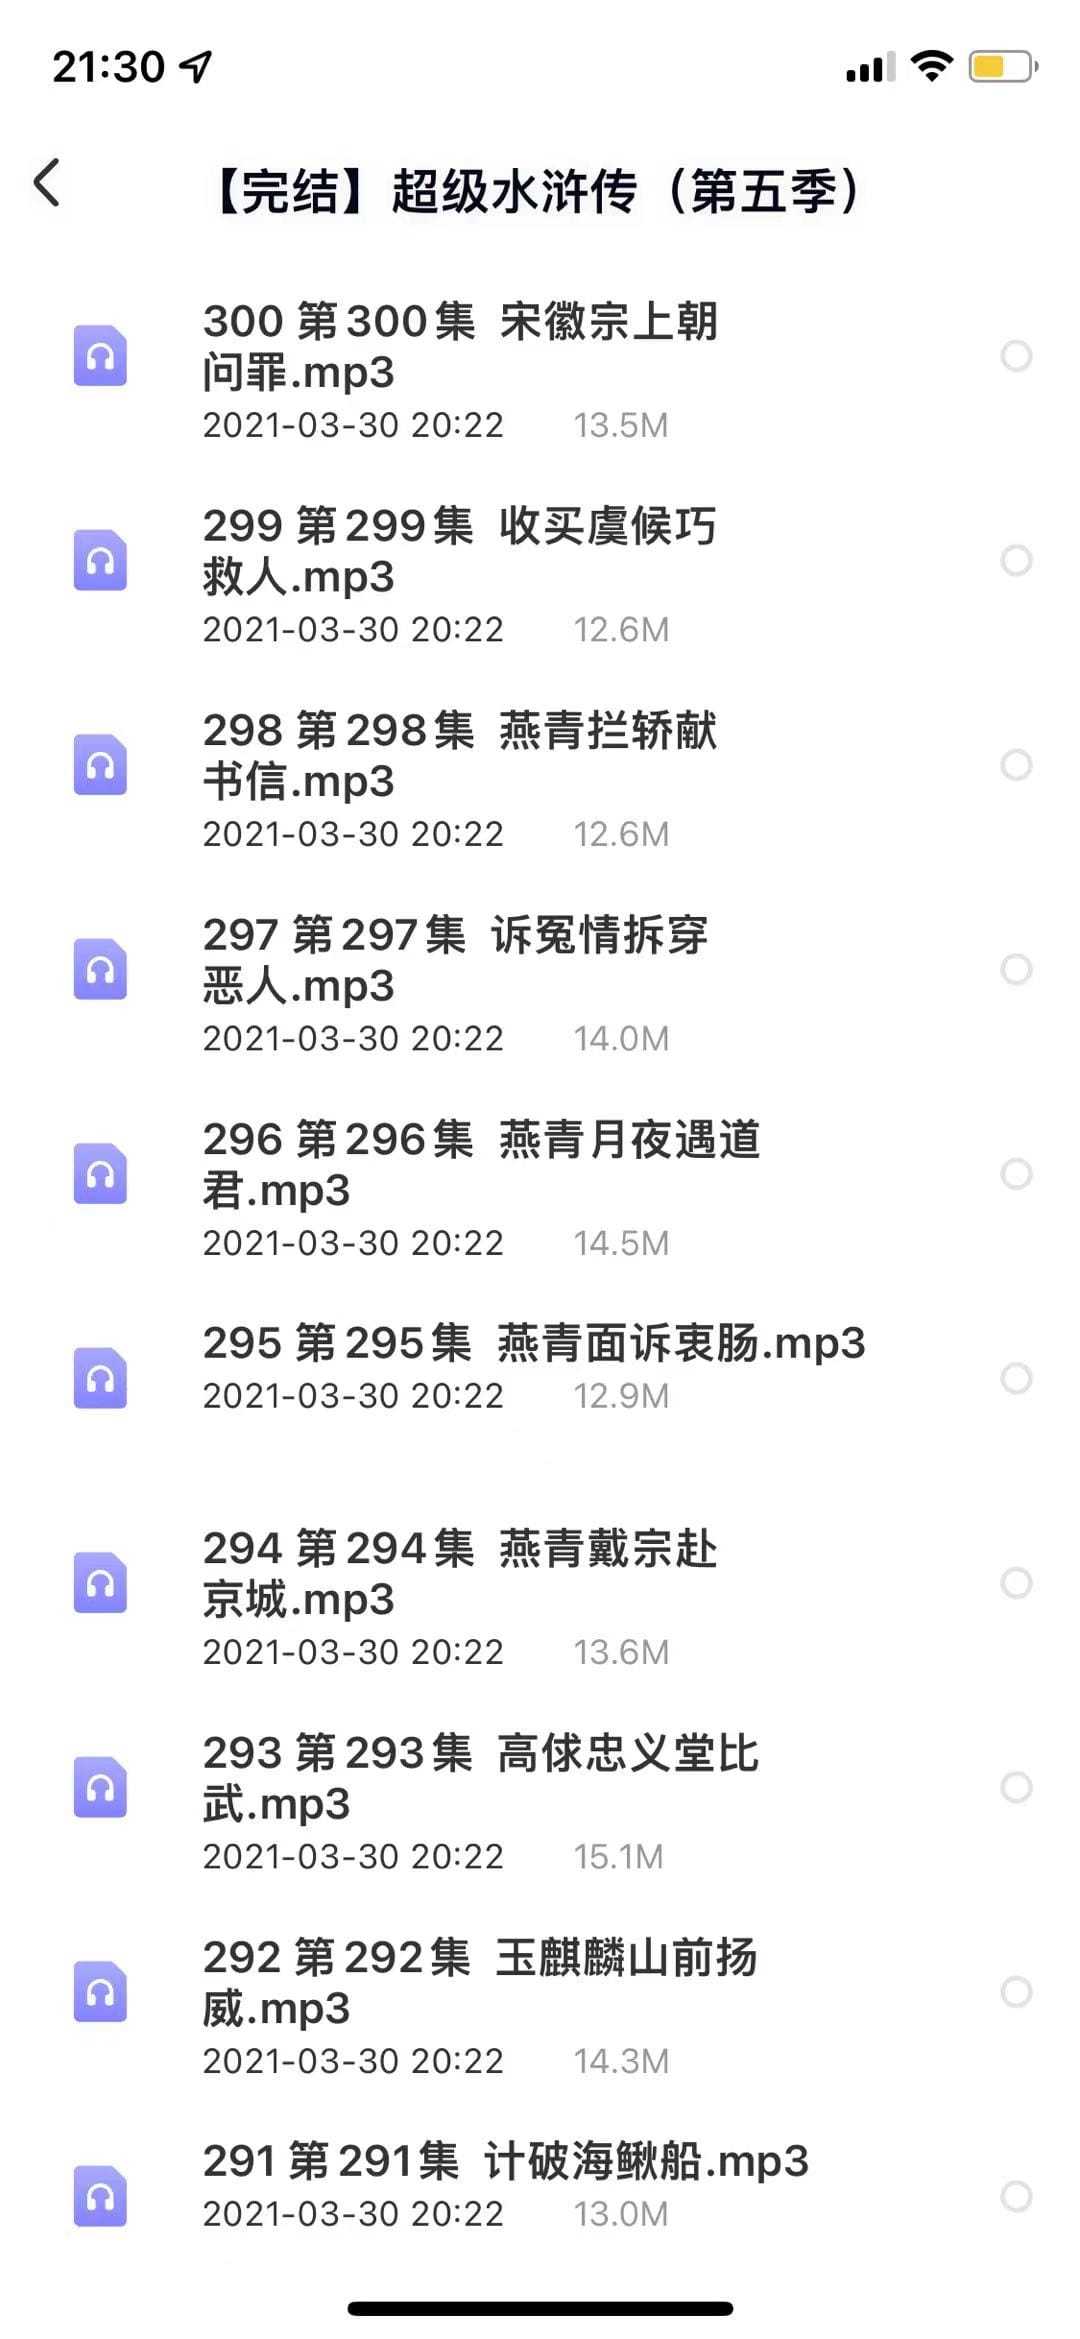 21:30
【完结】超级水浒传（第五季）
300 第300集 宋徽宗上朝
问罪.mp3
2021-03-30 20:22 13.5M
299 第299集 收买虞候巧
救人.mp3
2021-03-30 20:22 12.6M
298 第298集 燕青拦轿献
书信.mp3
2021-03-30 20:22 12.6M
297 第297集 诉冤情拆穿
恶人.mp3
2021-03-30 20:22 14.0M
296 第296集 燕青月夜遇道
君.mp3
2021-03-30 20:22 14.5M
295 第295集 燕青面诉衷肠.mp3
2021-03-30 20:22 12.9M
294 第294集 燕青戴宗赴
京城.mp3
2021-03-30 20:22 13.6M
293 第293集 高俅忠义堂比
武.mp3
2021-03-30 20:22 15.1M
292 第292集 玉麒麟山前扬
威.mp3
2021-03-30 20:22 14.3M
291 第291集 计破海鳅船.mp3
2021-03-30 20:22 13.0M